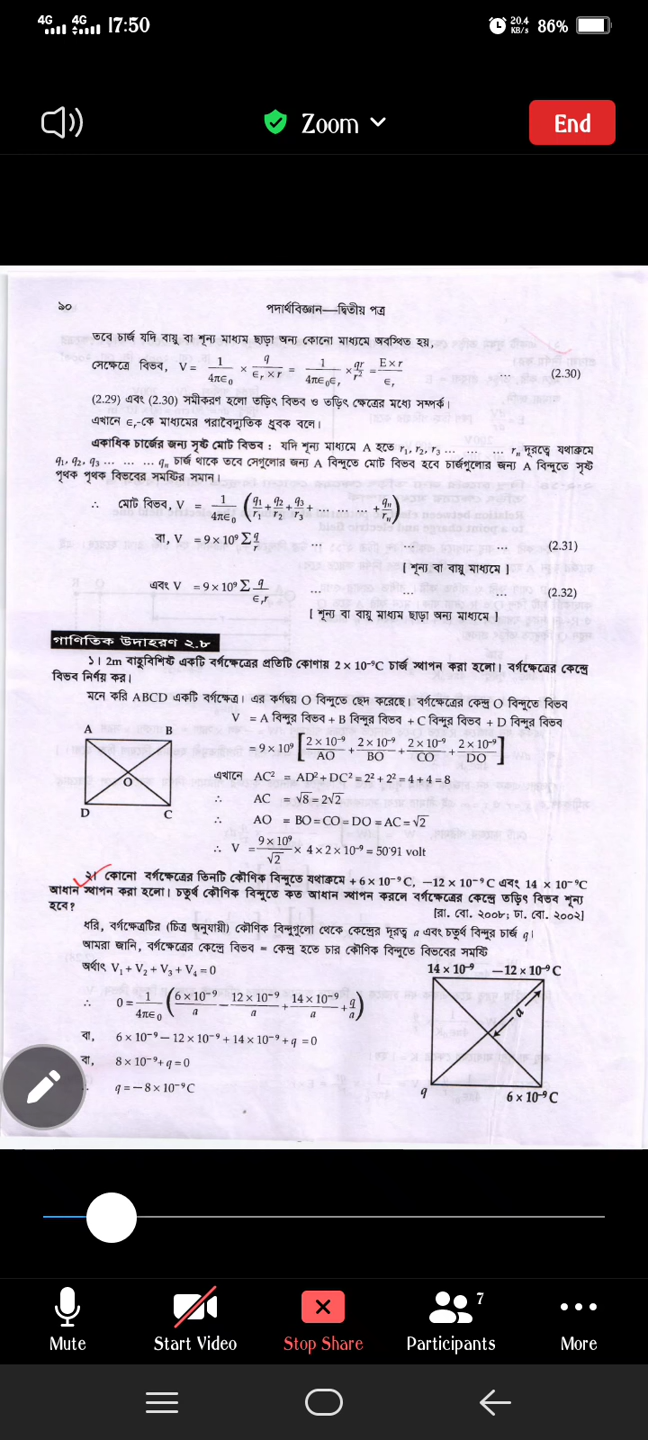 4G 4G 17:50 20.4 KB/s 86%
Zoom End
৯০ পদার্থবিজ্ঞান—দ্বিতীয় পত্র
তবে চার্জ যদি বায়ু বা শূন্য মাধ্যম ছাড়া অন্য কোনো মাধ্যমে অবস্থিত হয়,
সেক্ষেত্রে বিভব, V = 1/4π∈₀ × q/∈ᵣ×r = 1/4π∈₀∈ᵣ × qr/r² = E×r/∈ᵣ ... (2.30)
(2.29) এবং (2.30) সমীকরণ হলো তড়িৎ বিভব ও তড়িৎ ক্ষেত্রের মধ্যে সম্পর্ক।
এখানে ∈ᵣ-কে মাধ্যমের পরাবৈদ্যুতিক ধ্রুবক বলে।
একাধিক চার্জের জন্য সৃষ্ট মোট বিভব : যদি শূন্য মাধ্যমে A হতে r₁, r₂, r₃ ... ... ... rₙ দূরত্বে যথাক্রমে
q₁, q₂, q₃ ... ... ... qₙ চার্জ থাকে তবে সেগুলোর জন্য A বিন্দুতে মোট বিভব হবে চার্জগুলোর জন্য A বিন্দুতে সৃষ্ট
পৃথক পৃথক বিভবের সমষ্টির সমান।
∴ মোট বিভব, V = 1/4π∈₀ (q₁/r₁ + q₂/r₂ + q₃/r₃ + ... ... ... + qₙ/rₙ)
বা, V = 9 × 10⁹ Σ q/r ... ... ... (2.31)
[ শূন্য বা বায়ু মাধ্যমে ]
এবং V = 9 × 10⁹ Σ q/∈ᵣr ... ... ... (2.32)
[ শূন্য বা বায়ু মাধ্যম ছাড়া অন্য মাধ্যমে ]
গাণিতিক উদাহরণ ২.৮
১। 2m বাহুবিশিষ্ট একটি বর্গক্ষেত্রের প্রতিটি কোণায় 2 × 10⁻⁹C চার্জ স্থাপন করা হলো। বর্গক্ষেত্রের কেন্দ্রে
বিভব নির্ণয় কর।
মনে করি ABCD একটি বর্গক্ষেত্র। এর কর্ণদ্বয় O বিন্দুতে ছেদ করেছে। বর্গক্ষেত্রের কেন্দ্র O বিন্দুতে বিভব
V = A বিন্দুর বিভব + B বিন্দুর বিভব + C বিন্দুর বিভব + D বিন্দুর বিভব
A B
= 9 × 10⁹ [2 × 10⁻⁹/AO + 2 × 10⁻⁹/BO + 2 × 10⁻⁹/CO + 2 × 10⁻⁹/DO]
O
এখানে AC² = AD² + DC² = 2² + 2² = 4 + 4 = 8
D C
∴ AC = √8 = 2√2
∴ AO = BO = CO = DO = AC = √2
∴ V = 9 × 10⁹/√2 × 4 × 2 × 10⁻⁹ = 50'91 volt
২। কোনো বর্গক্ষেত্রের তিনটি কৌণিক বিন্দুতে যথাক্রমে + 6 × 10⁻⁹ C, −12 × 10⁻⁹ C এবং 14 × 10⁻⁹C
আধান স্থাপন করা হলো। চতুর্থ কৌণিক বিন্দুতে কত আধান স্থাপন করলে বর্গক্ষেত্রের কেন্দ্রে তড়িৎ বিভব শূন্য
হবে? [রা. বো. ২০০৮; ঢা. বো. ২০০২]
ধরি, বর্গক্ষেত্রটির (চিত্র অনুযায়ী) কৌণিক বিন্দুগুলো থেকে কেন্দ্রের দূরত্ব a এবং চতুর্থ বিন্দুর চার্জ q।
আমরা জানি, বর্গক্ষেত্রের কেন্দ্রে বিভব = কেন্দ্র হতে চার কৌণিক বিন্দুতে বিভবের সমষ্টি
অর্থাৎ V₁ + V₂ + V₃ + V₄ = 0
14 × 10⁻⁹ −12 × 10⁻⁹ C
∴ 0 = 1/4π∈₀ (6 × 10⁻⁹/a − 12 × 10⁻⁹/a + 14 × 10⁻⁹/a + q/a)
a
বা, 6 × 10⁻⁹ − 12 × 10⁻⁹ + 14 × 10⁻⁹ + q = 0
বা, 8 × 10⁻⁹ + q = 0
q = − 8 × 10⁻⁹ C
q 6 × 10⁻⁹ C
7
Mute Start Video Stop Share Participants More